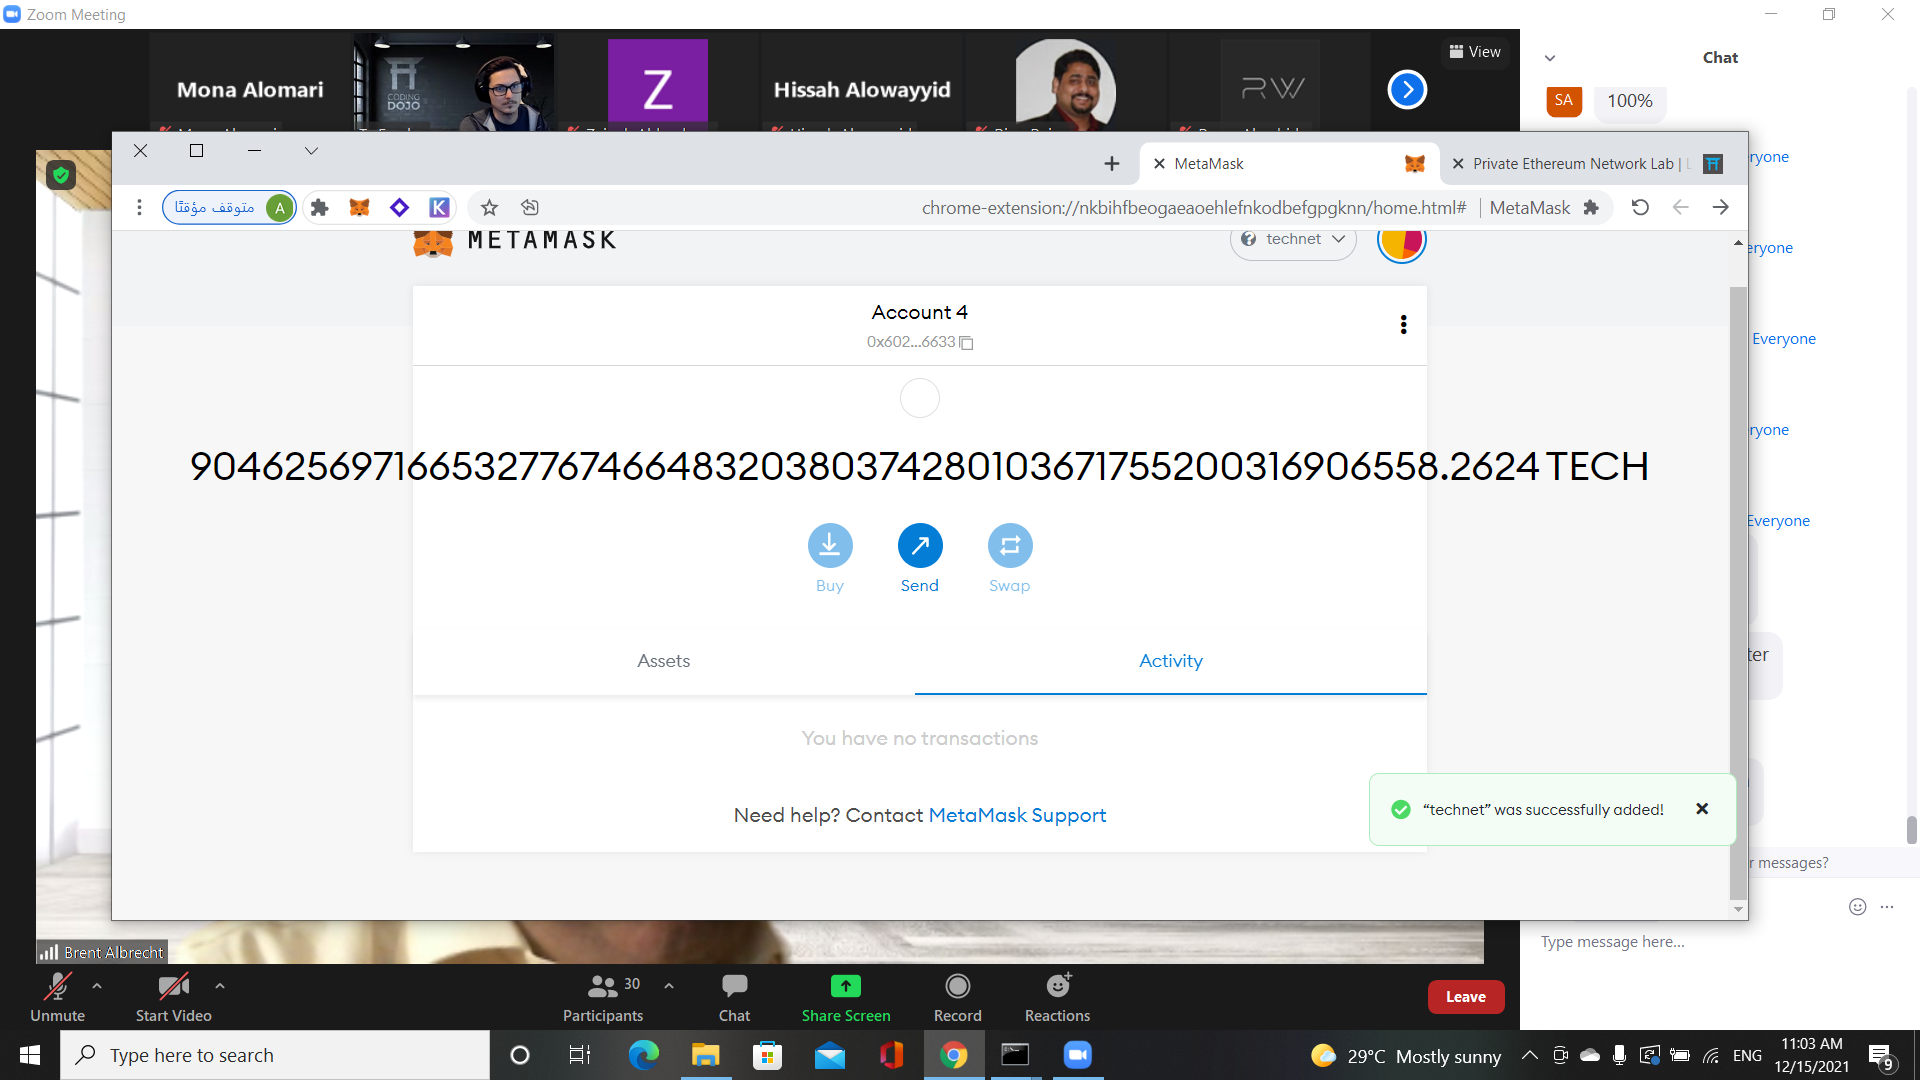 Zoom Meeting
View
Mona Alomari
CODING
DOJO
Z
Hissah Alowayyid
RW
Chat
SA
100%
MetaMask
Private Ethereum Network Lab |
متوقف مؤقتًا
A
K
chrome-extension://nkbihfbeogaeaoehlefnkodbefgpgknn/home.html#
MetaMask
METAMASK
technet
Account 4
0x602...6633
904625697166532776746648320380374280103671755200316906558.2624 TECH
Buy
Send
Swap
Assets
Activity
You have no transactions
Need help? Contact MetaMask Support
“technet” was successfully added!
Everyone
Everyone
messages?
Type message here...
Brent Albrecht
Unmute
Start Video
30
Participants
Chat
Share Screen
Record
Reactions
Leave
Type here to search
29°C Mostly sunny
ENG
11:03 AM
12/15/2021
9